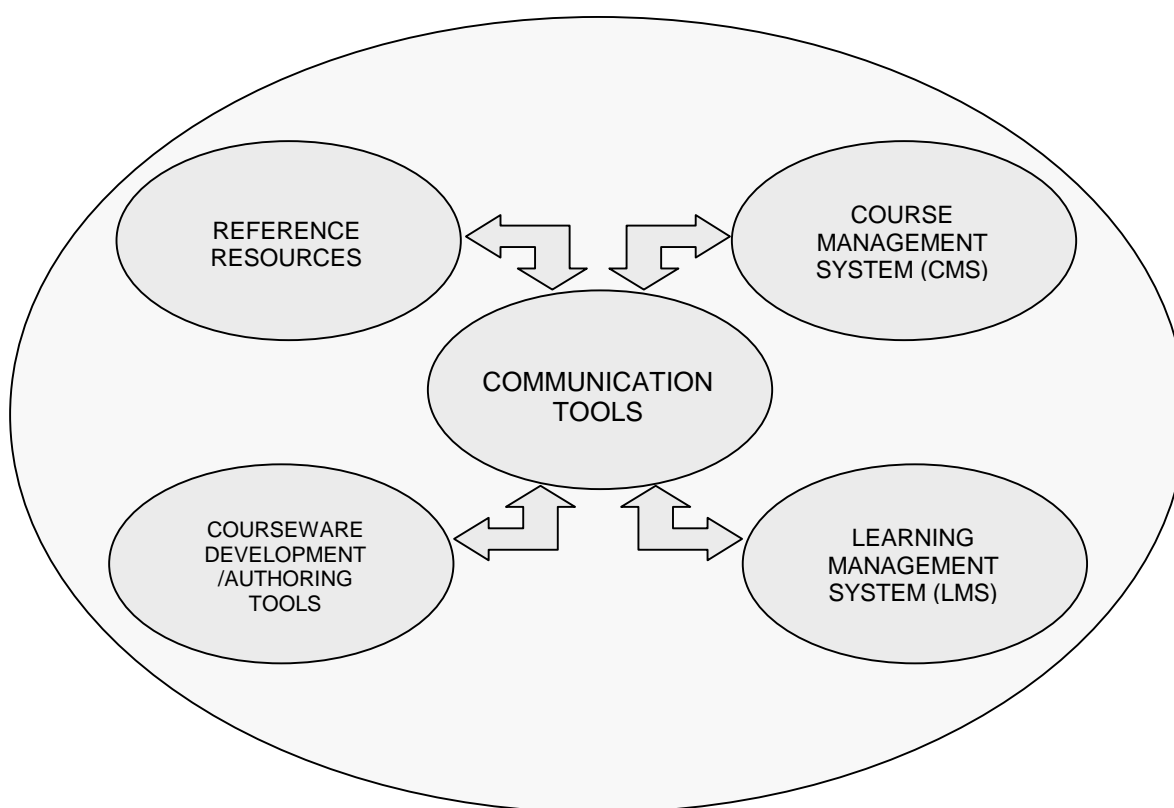 REFERENCE
RESOURCES
COURSE
MANAGEMENT
SYSTEM (CMS)
COMMUNICATION
TOOLS
COURSEWARE
DEVELOPMENT
/AUTHORING
TOOLS
LEARNING
MANAGEMENT
SYSTEM (LMS)